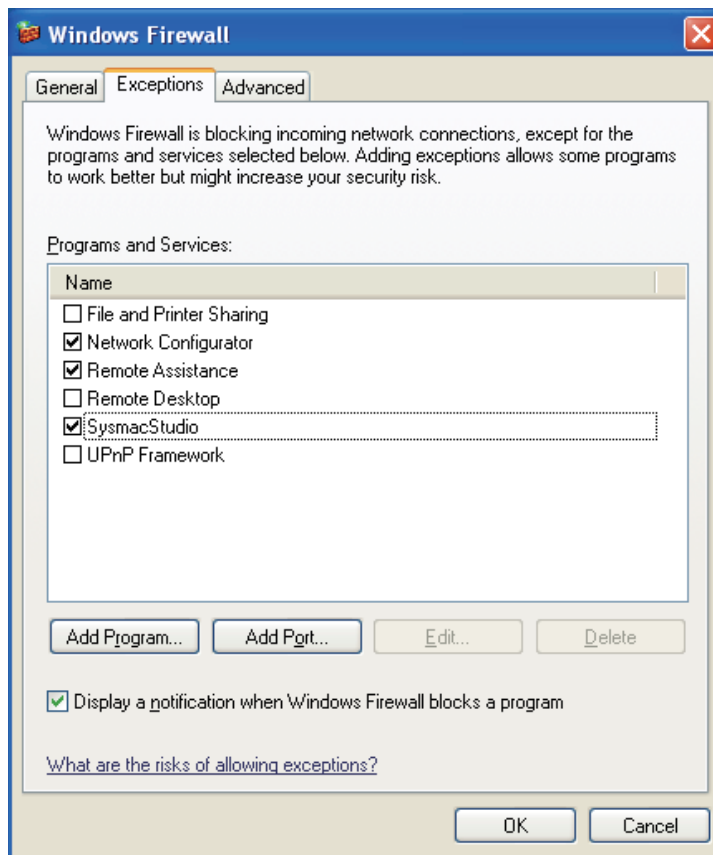 Windows Firewall
General
Exceptions
Advanced
Windows Firewall is blocking incoming network connections, except for the
programs and services selected below. Adding exceptions allows some programs
to work better but might increase your security risk.
Programs and Services:
Name
File and Printer Sharing
Network Configurator
Remote Assistance
Remote Desktop
SysmacStudio
UPnP Framework
Add Program...
Add Port...
Edit...
Delete
Display a notification when Windows Firewall blocks a program
What are the risks of allowing exceptions?
OK
Cancel